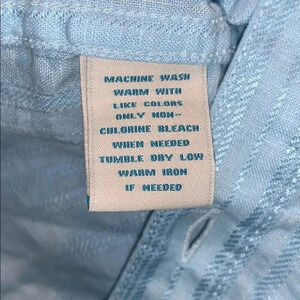 MACHINE WASH
WARM WITH
LIKE COLORS
ONLY NON-
CHLORINE BLEACH
WHEN NEEDED
TUMBLE DRY LOW
WARM IRON
IF NEEDED